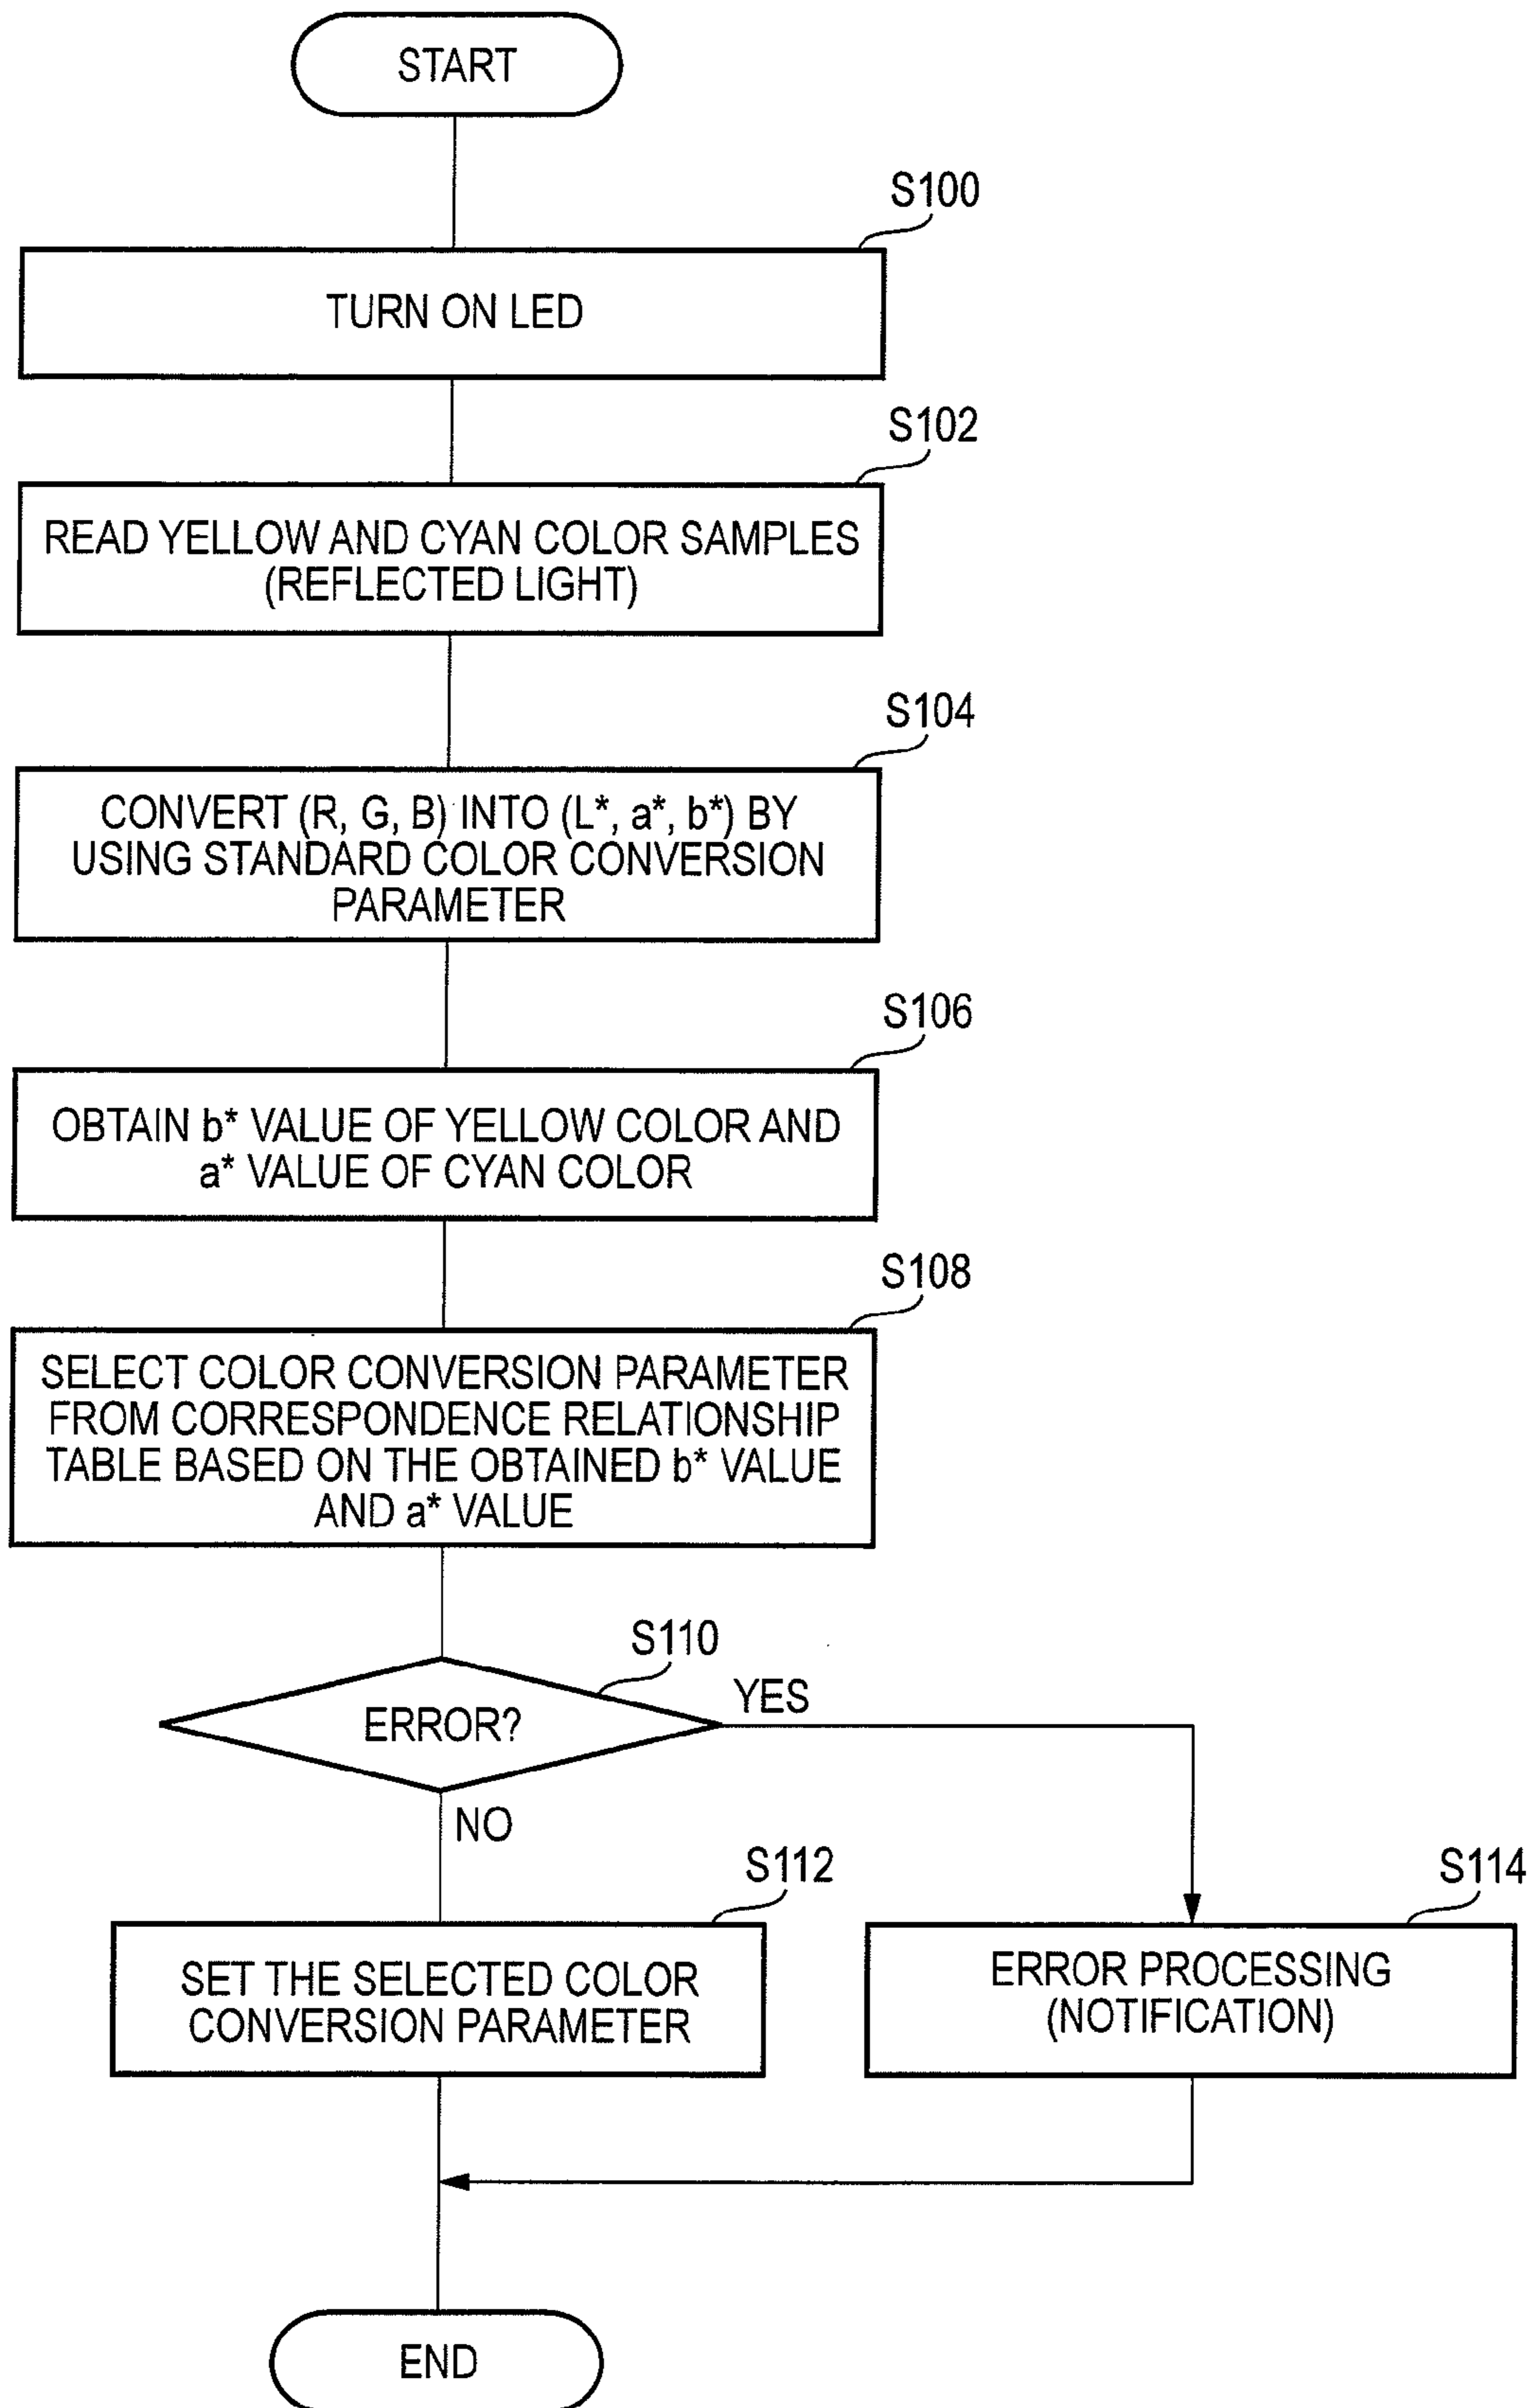 START
S100
TURN ON LED
S102
READ YELLOW AND CYAN COLOR SAMPLES
(REFLECTED LIGHT)
S104
CONVERT (R, G, B) INTO (L*, a*, b*) BY
USING STANDARD COLOR CONVERSION
PARAMETER
S106
OBTAIN b* VALUE OF YELLOW COLOR AND
a* VALUE OF CYAN COLOR
S108
SELECT COLOR CONVERSION PARAMETER
FROM CORRESPONDENCE RELATIONSHIP
TABLE BASED ON THE OBTAINED b* VALUE
AND a* VALUE
S110
ERROR?
YES
NO
S112
SET THE SELECTED COLOR
CONVERSION PARAMETER
S114
ERROR PROCESSING
(NOTIFICATION)
END